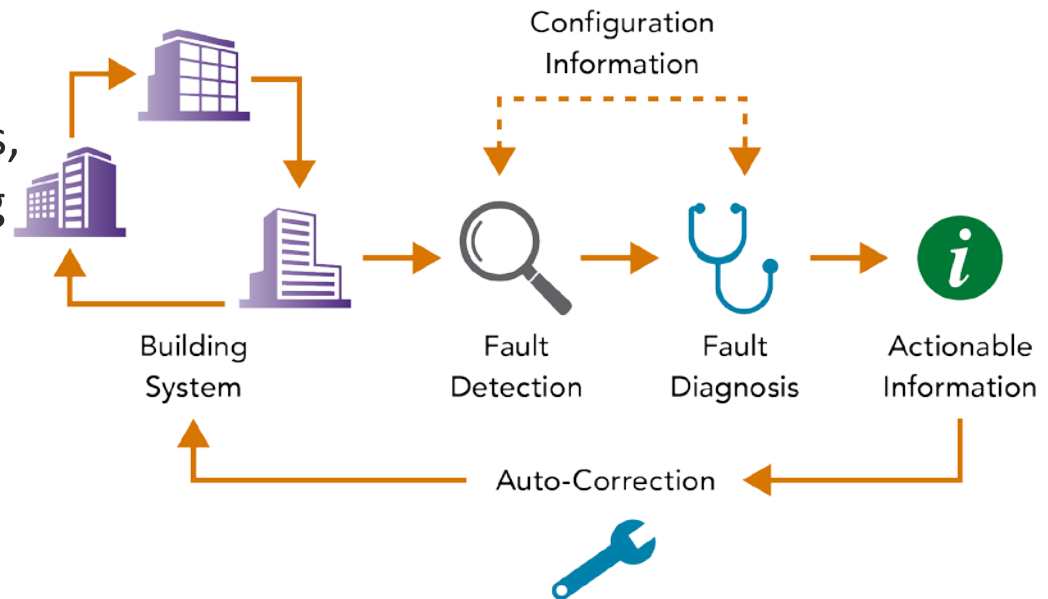 Configuration
Information
s,
g
Building
System
Fault
Detection
Fault
Diagnosis
Actionable
Information
Auto-Correction